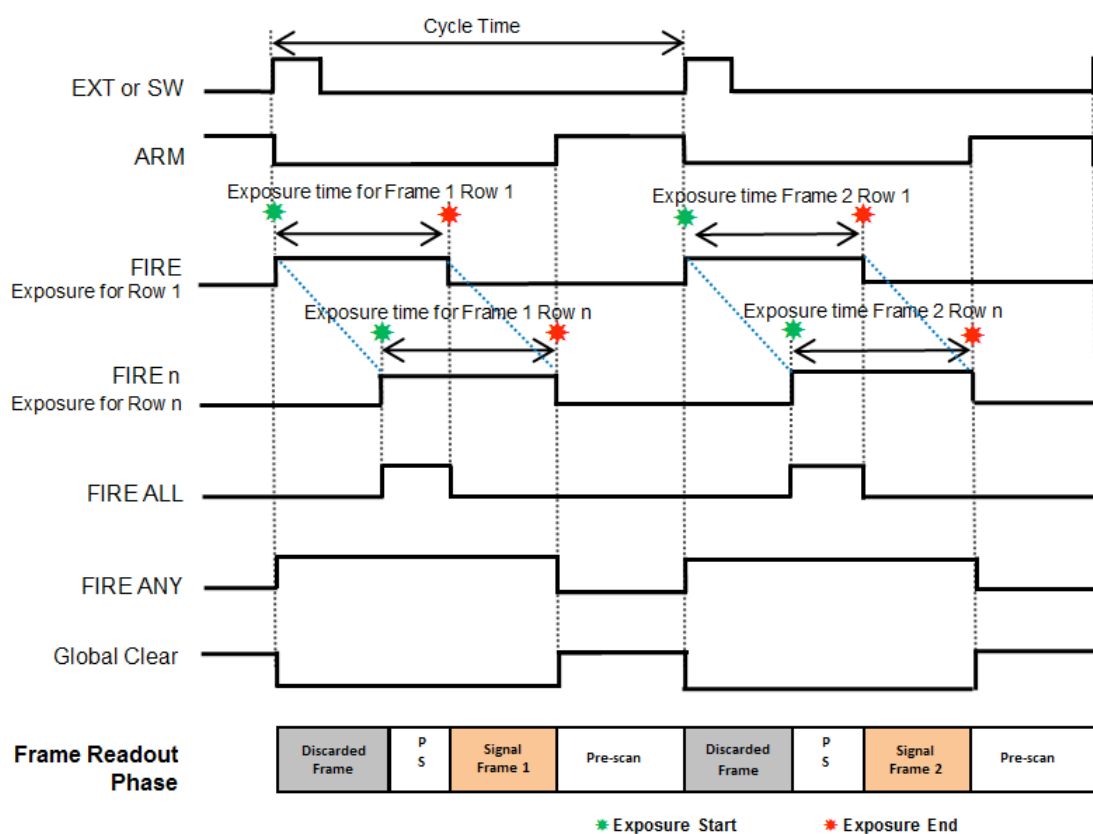 Cycle Time
EXT or SW
ARM
Exposure time for Frame 1 Row 1
Exposure time Frame 2 Row 1
FIRE
Exposure for Row 1
Exposure time for Frame 1 Row n
Exposure time Frame 2 Row n
FIRE n
Exposure for Row n
FIRE ALL
FIRE ANY
Global Clear
Frame Readout
Phase
Discarded
Frame
P
S
Signal
Frame 1
Pre-scan
Discarded
Frame
P
S
Signal
Frame 2
Pre-scan
Exposure Start
Exposure End